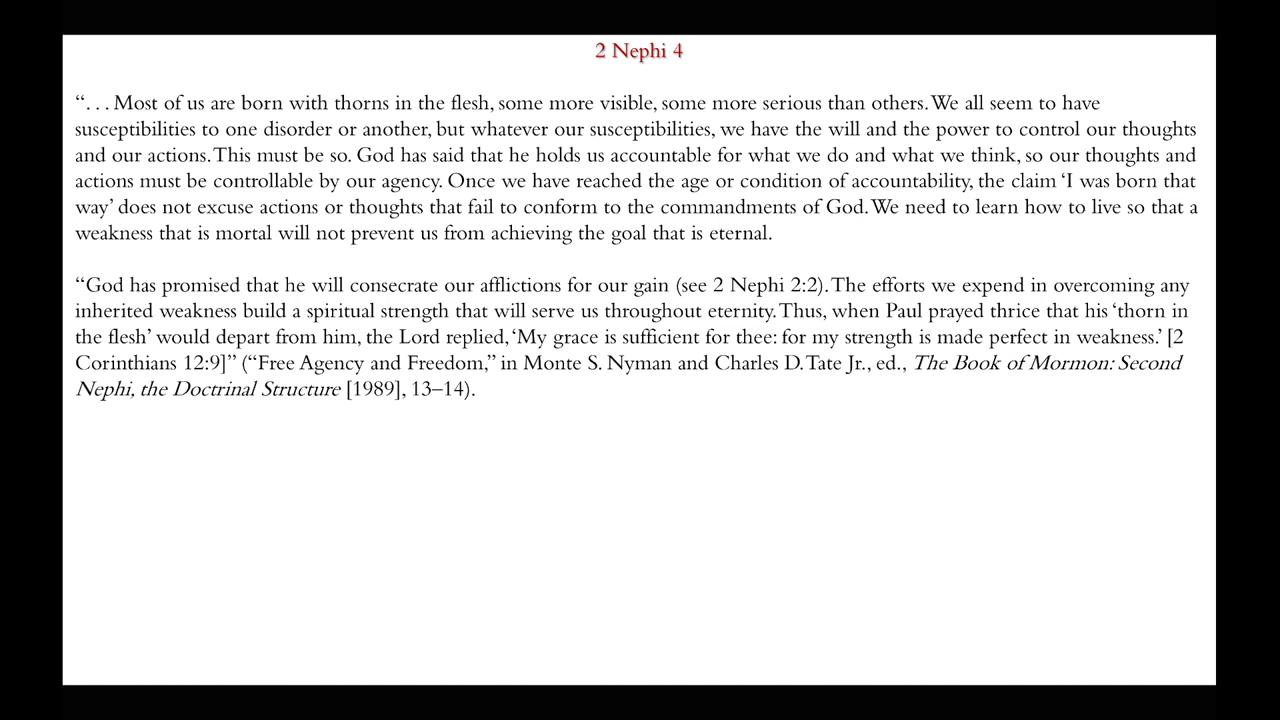 2 Nephi 4
“. . . Most of us are born with thorns in the flesh, some more visible, some more serious than others. We all seem to have
susceptibilities to one disorder or another, but whatever our susceptibilities, we have the will and the power to control our thoughts
and our actions. This must be so. God has said that he holds us accountable for what we do and what we think, so our thoughts and
actions must be controllable by our agency. Once we have reached the age or condition of accountability, the claim ‘I was born that
way’ does not excuse actions or thoughts that fail to conform to the commandments of God. We need to learn how to live so that a
weakness that is mortal will not prevent us from achieving the goal that is eternal.
“God has promised that he will consecrate our afflictions for our gain (see 2 Nephi 2:2). The efforts we expend in overcoming any
inherited weakness build a spiritual strength that will serve us throughout eternity. Thus, when Paul prayed thrice that his ‘thorn in
the flesh’ would depart from him, the Lord replied, ‘My grace is sufficient for thee: for my strength is made perfect in weakness.’ [2
Corinthians 12:9]” (“Free Agency and Freedom,” in Monte S. Nyman and Charles D. Tate Jr., ed., The Book of Mormon: Second
Nephi, the Doctrinal Structure [1989], 13–14).